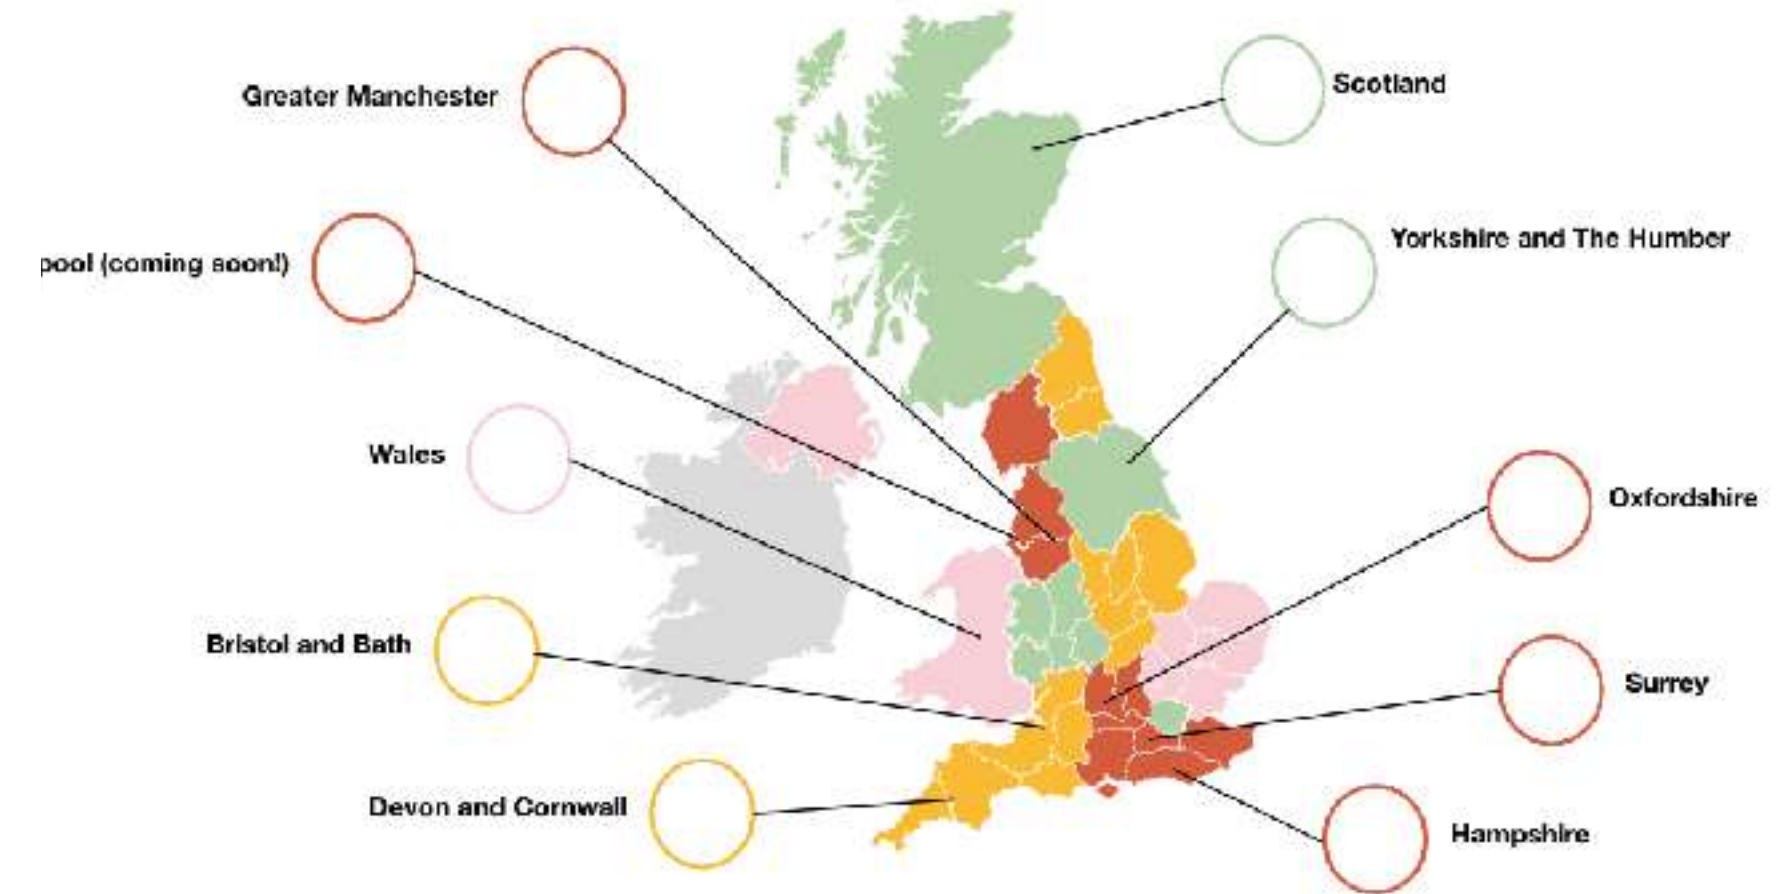 Scotland
Greater Manchester
Yorkshire and The Humber
pool (coming soon!)
Wales
Oxfordshire
Bristol and Bath
Surrey
Devon and Cornwall
Hampshire